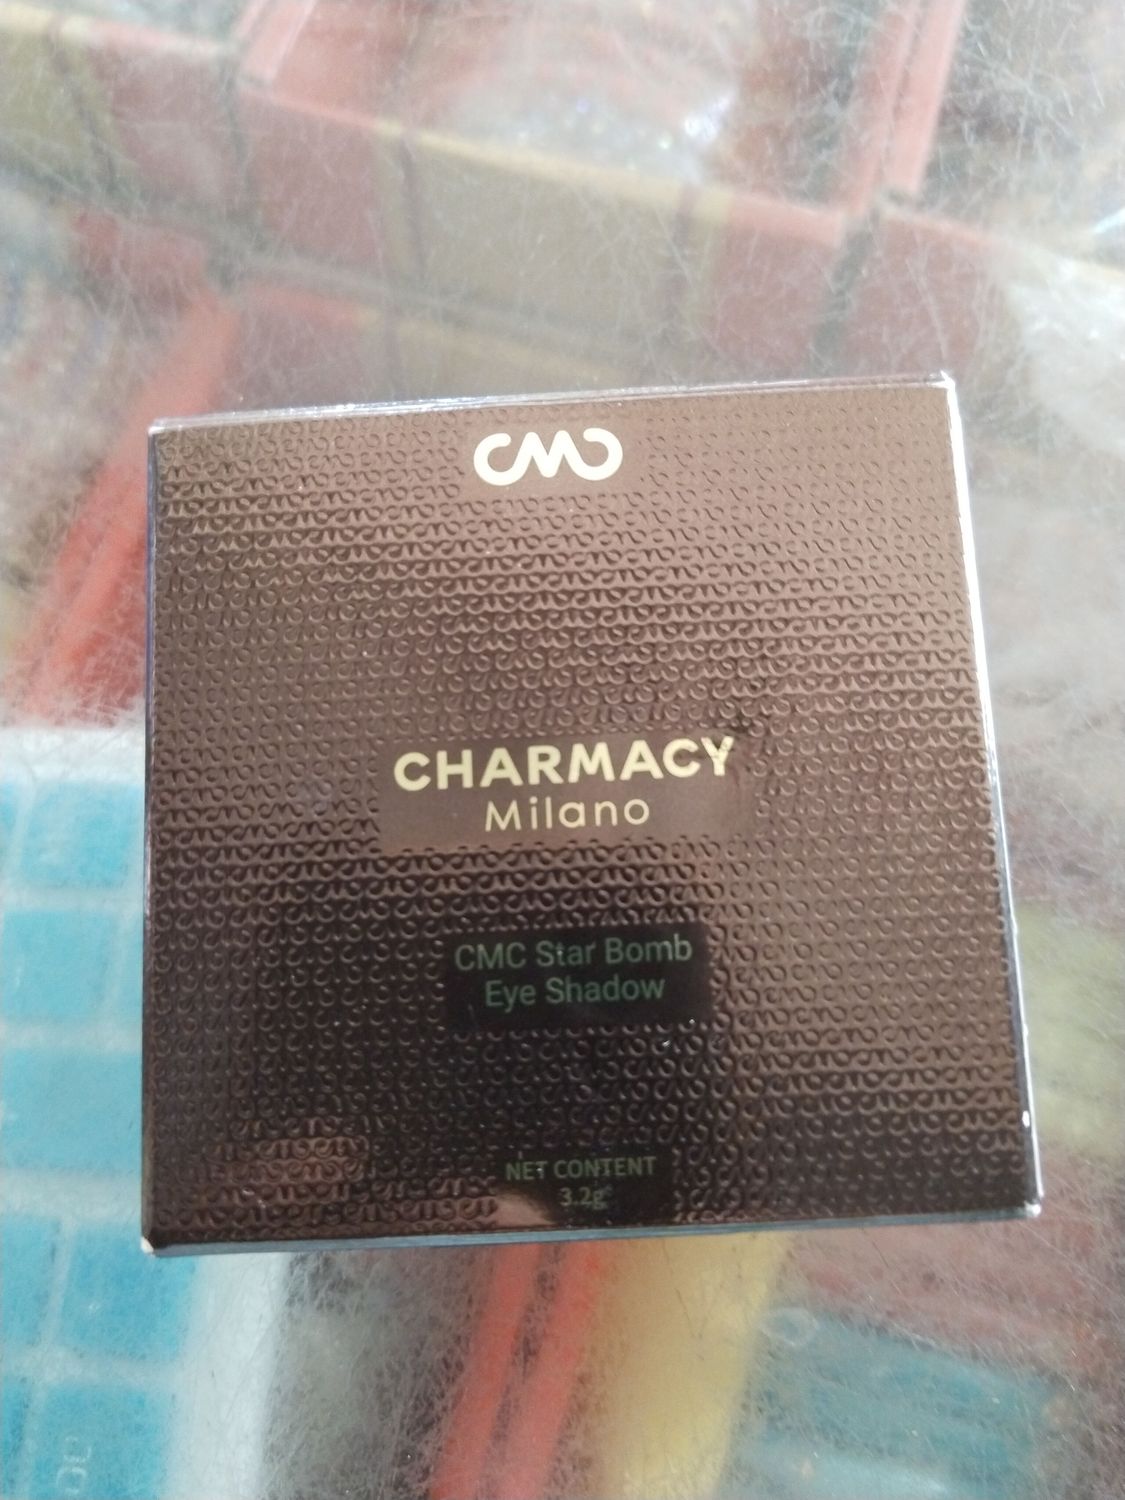 CMC
CHARMACY
Milano
CMC Star Bomb
Eye Shadow
NET CONTENT
3.2g